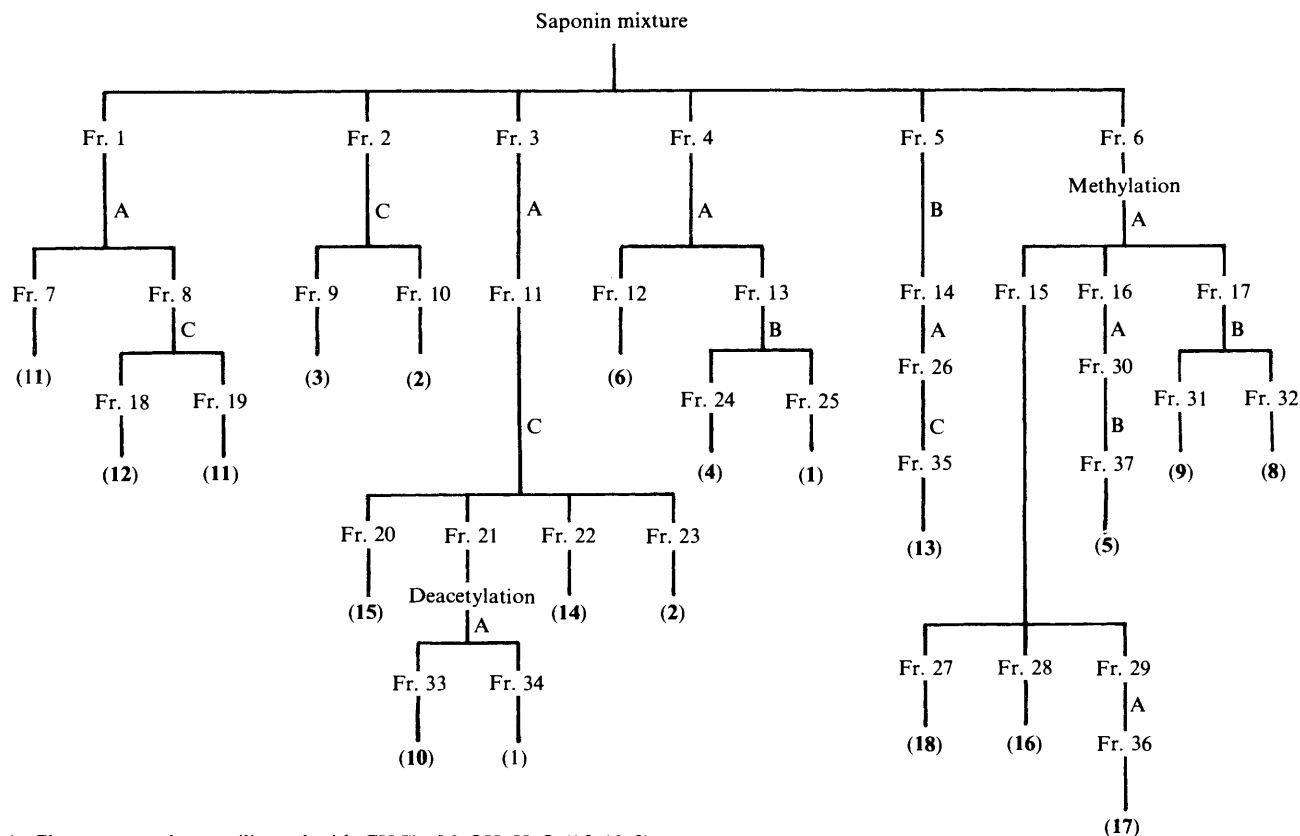 Saponin mixture
Fr. 1 Fr. 2 Fr. 3 Fr. 4 Fr. 5 Fr. 6
Methylation
A C A A B A
Fr. 7 Fr. 8 Fr. 9 Fr. 10 Fr. 11 Fr. 12 Fr. 13 Fr. 14 Fr. 15 Fr. 16 Fr. 17
C B A A B
(11) (3) (2) (6) Fr. 26 Fr. 30
Fr. 18 Fr. 19 Fr. 24 Fr. 25 Fr. 31 Fr. 32
C C B
(12) (11) (4) (1) Fr. 35 Fr. 37 (9) (8)
Fr. 20 Fr. 21 Fr. 22 Fr. 23 (13) (5)
Deacetylation
(15) (14) (2)
A
Fr. 33 Fr. 34 Fr. 27 Fr. 28 Fr. 29
A
(10) (1) (18) (16) Fr. 36
(17)